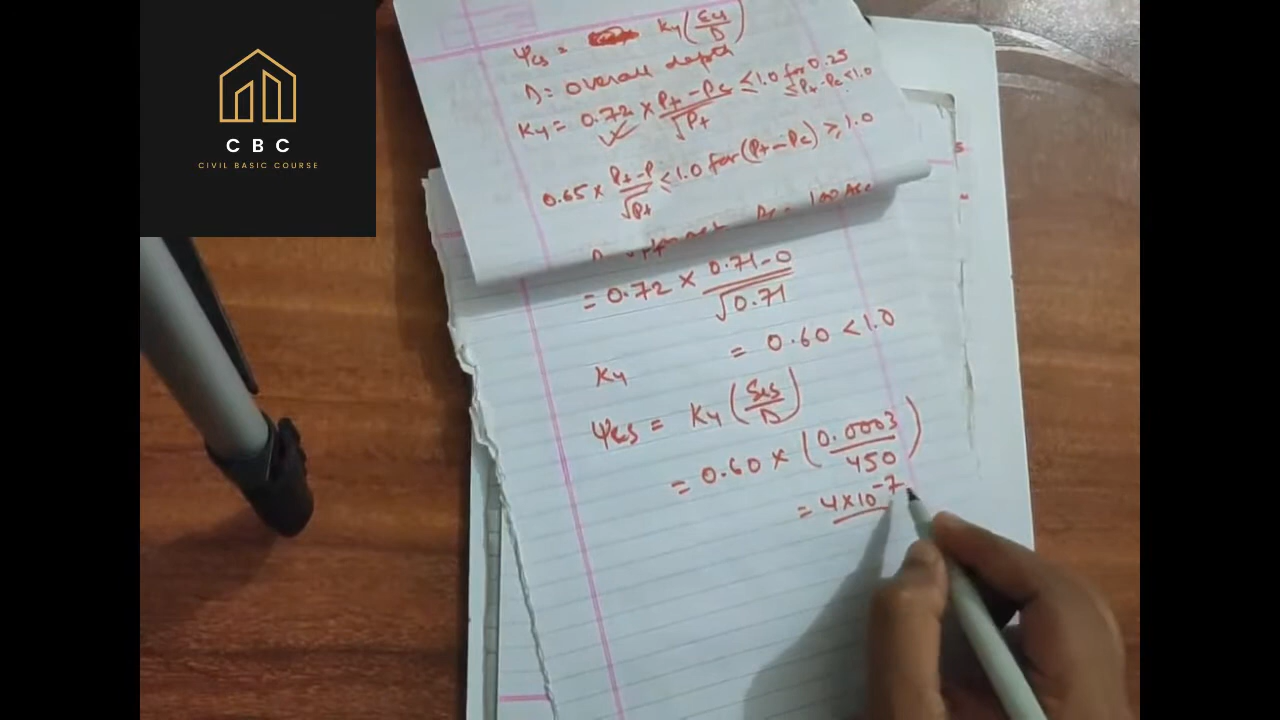 CBC
CIVIL BASIC COURSE
Ψcs = K4 (εcs/D)
D = overall depth
K4 = 0.72 × Pt - Pc/√Pt ≤ 1.0 for 0.25
≤ Pt - Pc < 1.0
0.65 × Pt - P/√Pt ≤ 1.0 for (Pt - Pc) ≥ 1.0
= 0.72 × 0.71 - 0/√0.71
= 0.60 < 1.0
K4
Ψcs = K4 (εcs/D)
= 0.60 × (0.0003/450)
= 4×10⁻⁷